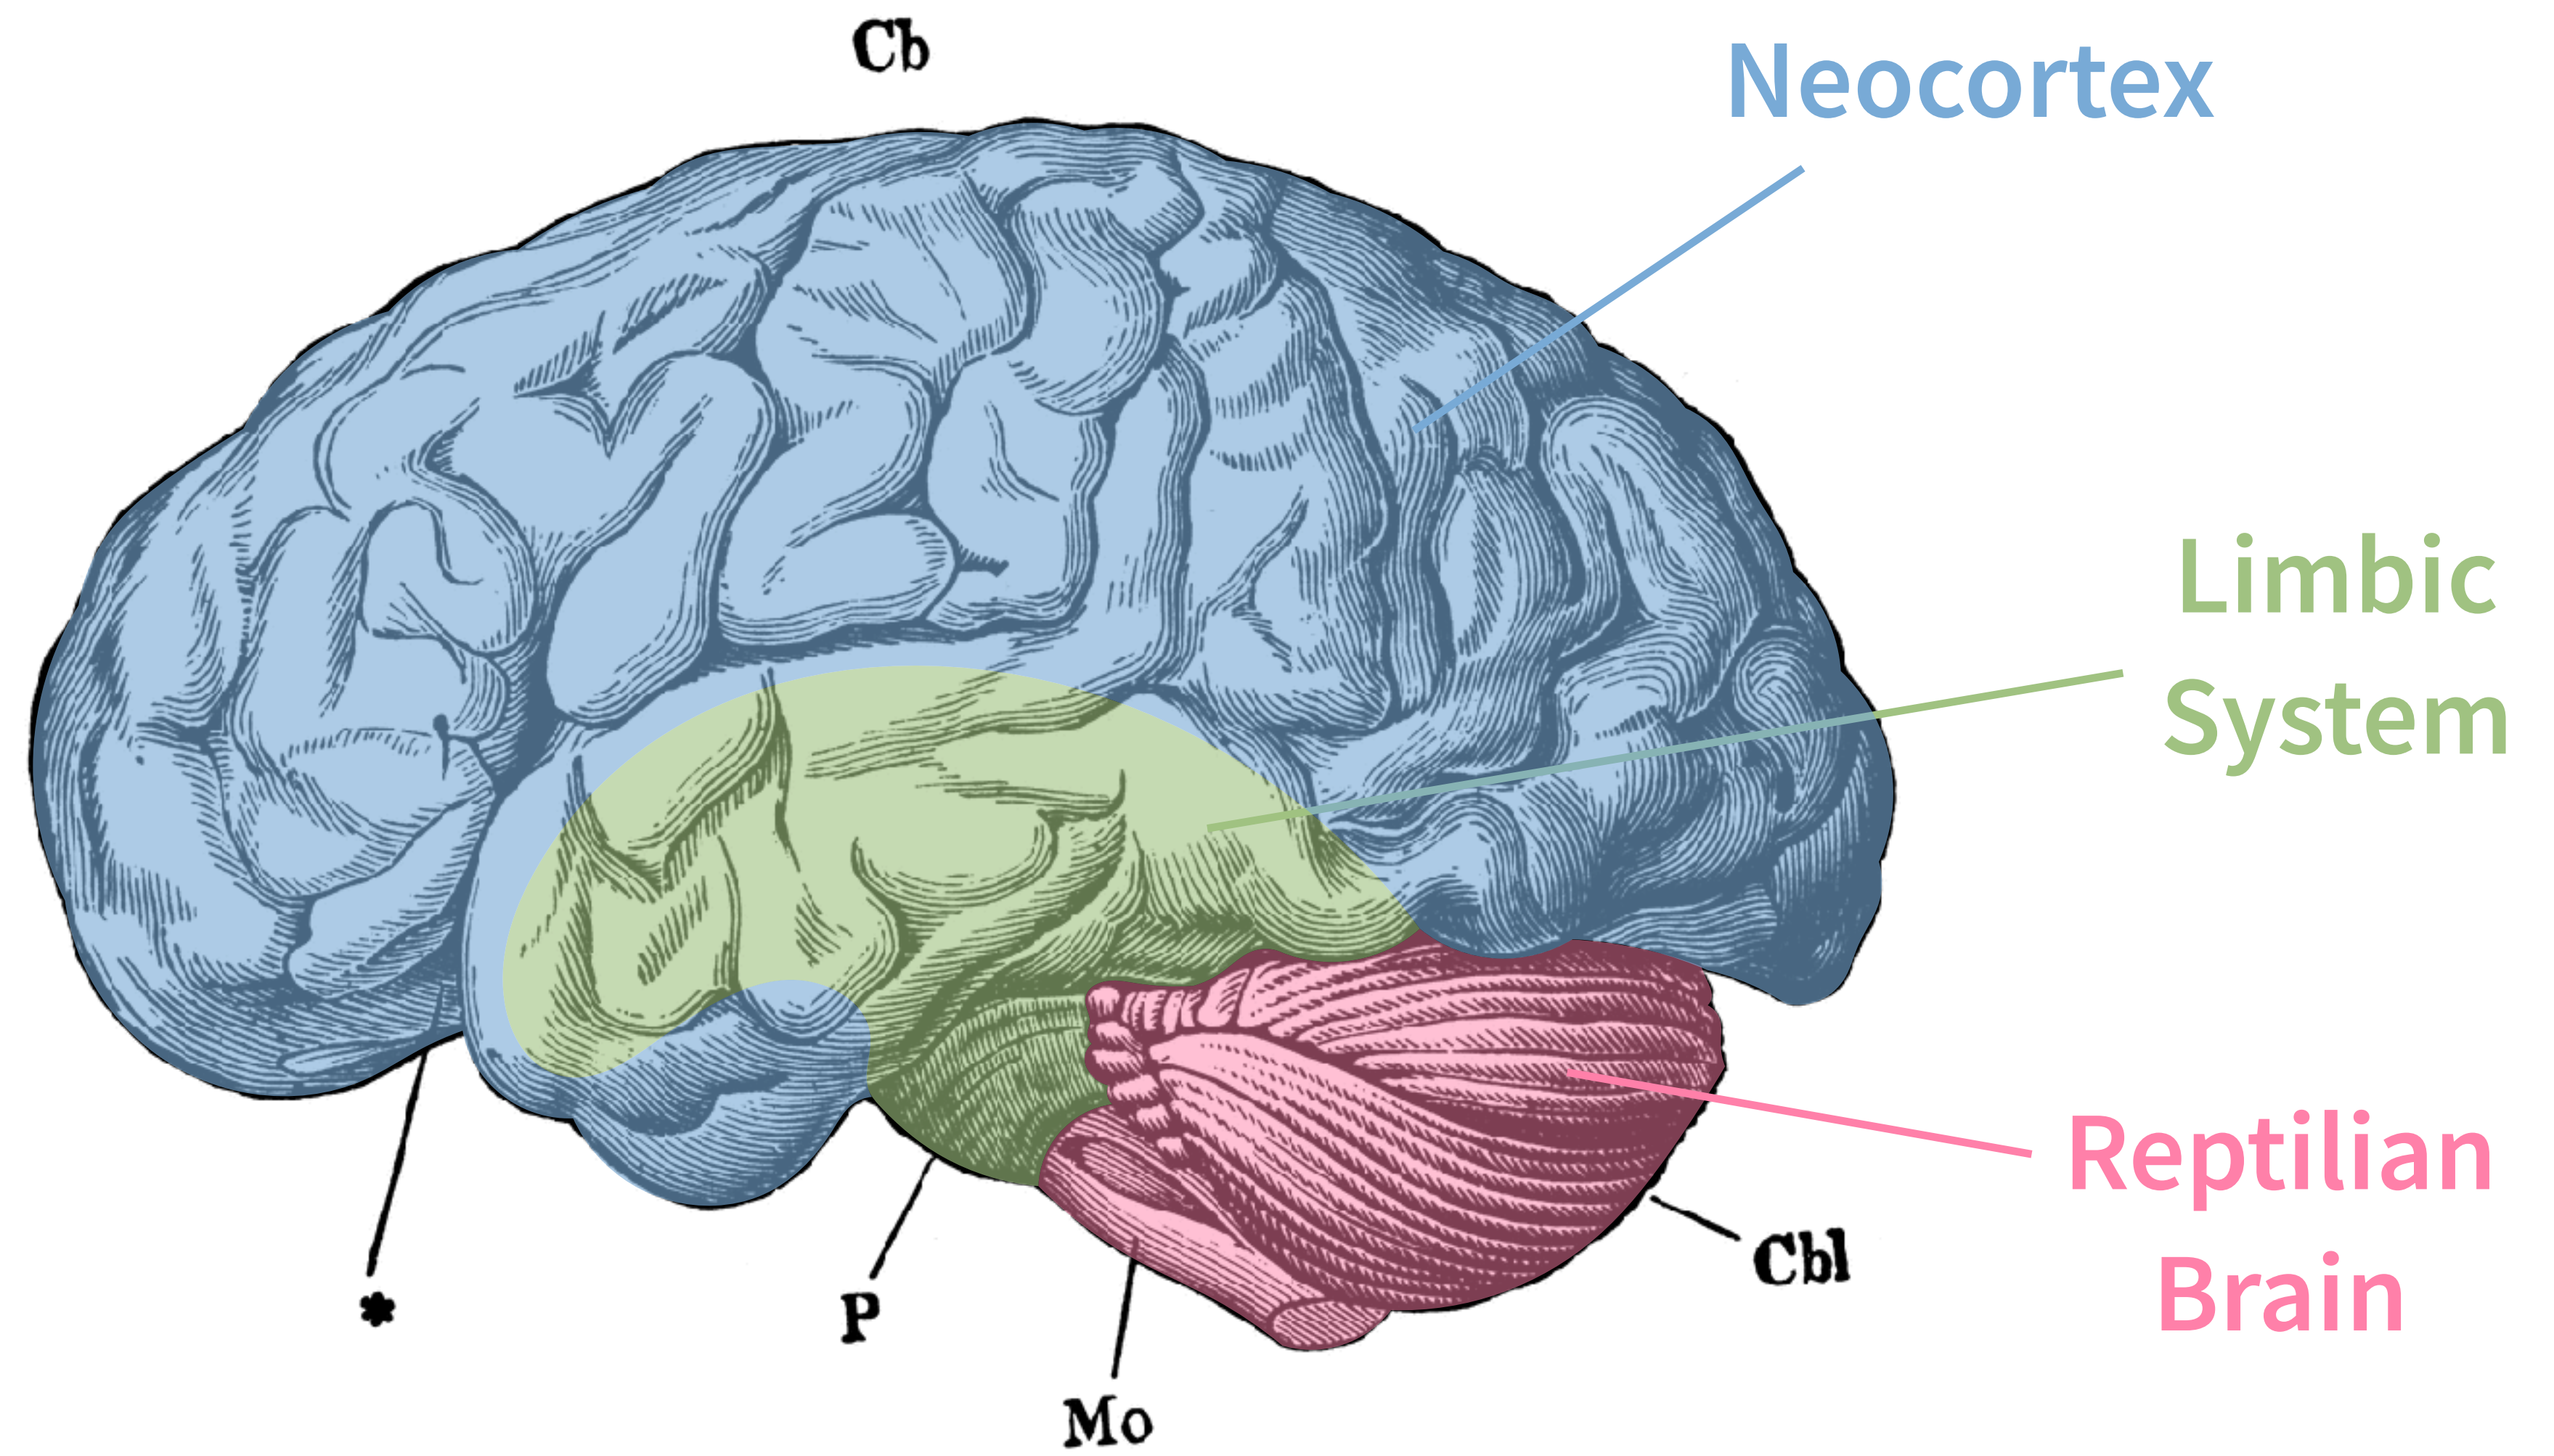 Cb
Neocortex
Limbic
System
Reptilian
Brain
Cbl
*
P
Mo